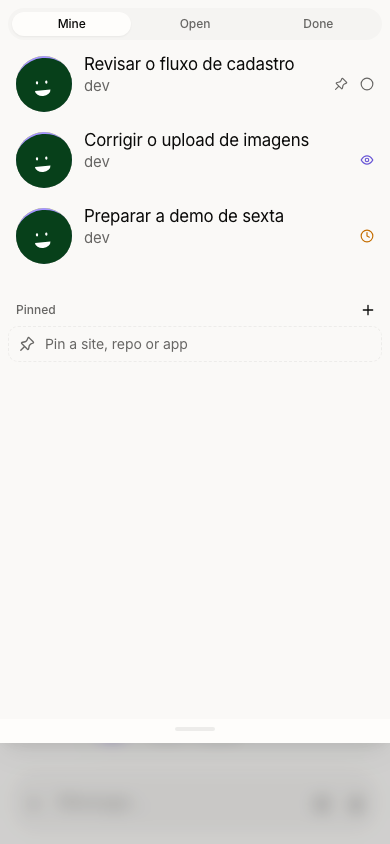 Mine
Open
Done
Revisar o fluxo de cadastro
dev
Corrigir o upload de imagens
dev
Preparar a demo de sexta
dev
Pinned
Pin a site, repo or app